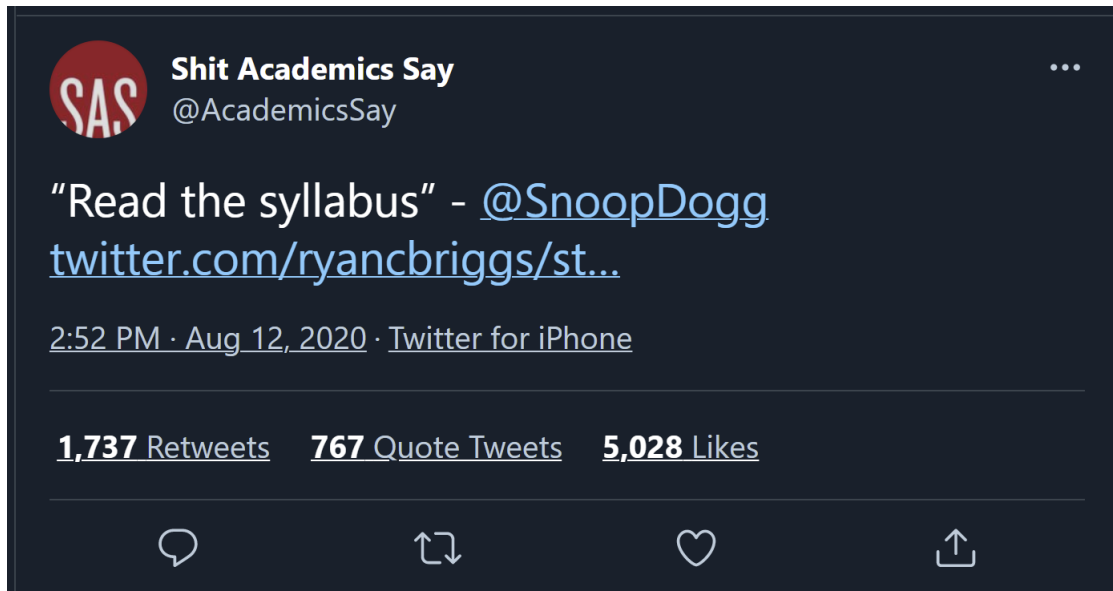 SAS
Shit Academics Say
@AcademicsSay
“Read the syllabus” - @SnoopDogg
twitter.com/ryancbriggs/st...
2:52 PM · Aug 12, 2020 · Twitter for iPhone
1,737 Retweets 767 Quote Tweets 5,028 Likes